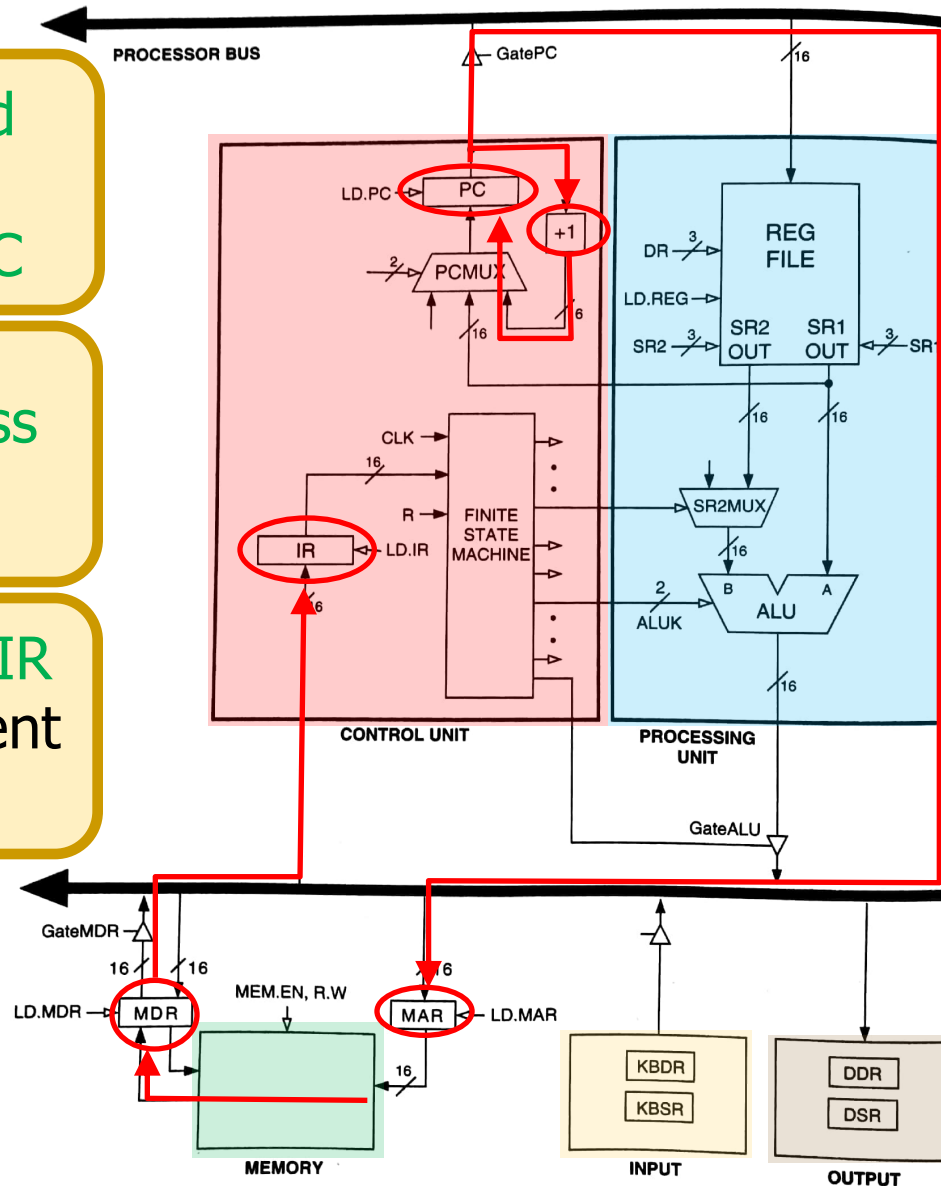 PROCESSOR BUS
GatePC
16
d
C
ss
IR
ent
LD.PC
PC
+1
2
PCMUX
16
6
REG
FILE
DR
3
LD.REG
SR2
3
SR2
OUT
SR1
OUT
3
SR1
16
16
CLK
16
R
FINITE
STATE
MACHINE
IR
LD.IR
6
SR2MUX
16
B
A
ALU
2
ALUK
16
CONTROL UNIT
PROCESSING
UNIT
GateALU
GateMDR
16
16
6
LD.MDR
MDR
MEM.EN, R.W
MAR
LD.MAR
16
KBDR
KBSR
DDR
DSR
MEMORY
INPUT
OUTPUT